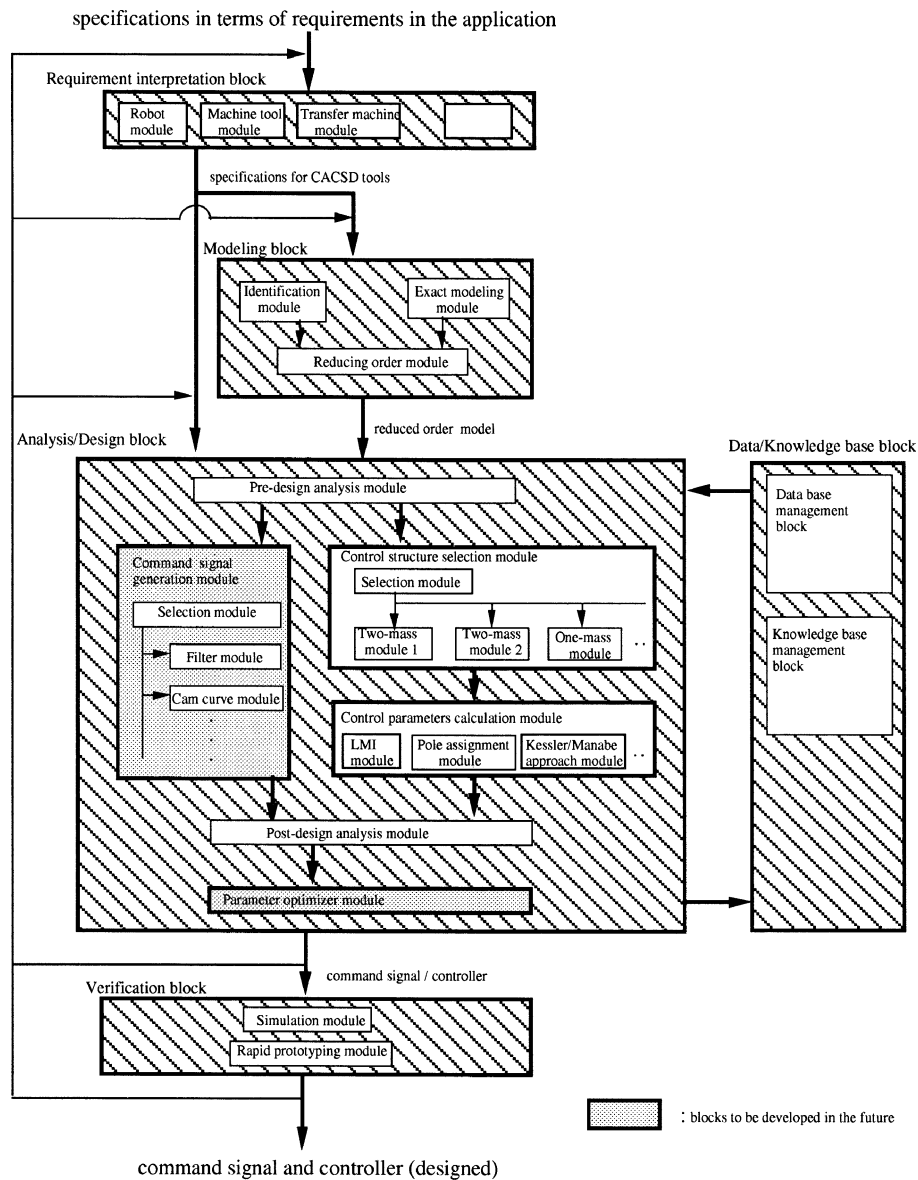 specifications in terms of requirements in the application
Requirement interpretation block
Robot
module
Machine tool
module
Transfer machine
module
specifications for CACSD tools
Modeling block
Identification
module
Exact modeling
module
Reducing order module
reduced order model
Analysis/Design block
Data/Knowledge base block
Pre-design analysis module
Data base
management
block
Command signal
generation module
Selection module
Filter module
Cam curve module
.
.
Control structure selection module
Selection module
Two-mass
module 1
Two-mass
module 2
One-mass
module
. .
Knowledge base
management
block
Control parameters calculation module
LMI
module
Pole assignment
module
Kessler/Manabe
approach module
. .
Post-design analysis module
Parameter optimizer module
command signal / controller
Verification block
Simulation module
Rapid prototyping module
: blocks to be developed in the future
command signal and controller (designed)